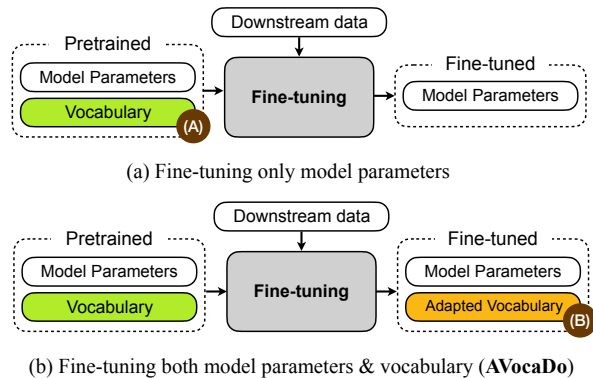 Downstream data
Pretrained
Model Parameters
Vocabulary
(A)
Fine-tuning
Fine-tuned
Model Parameters
(a) Fine-tuning only model parameters
Downstream data
Pretrained
Model Parameters
Vocabulary
Fine-tuning
Fine-tuned
Model Parameters
Adapted Vocabulary
(B)
(b) Fine-tuning both model parameters & vocabulary (AVocaDo)